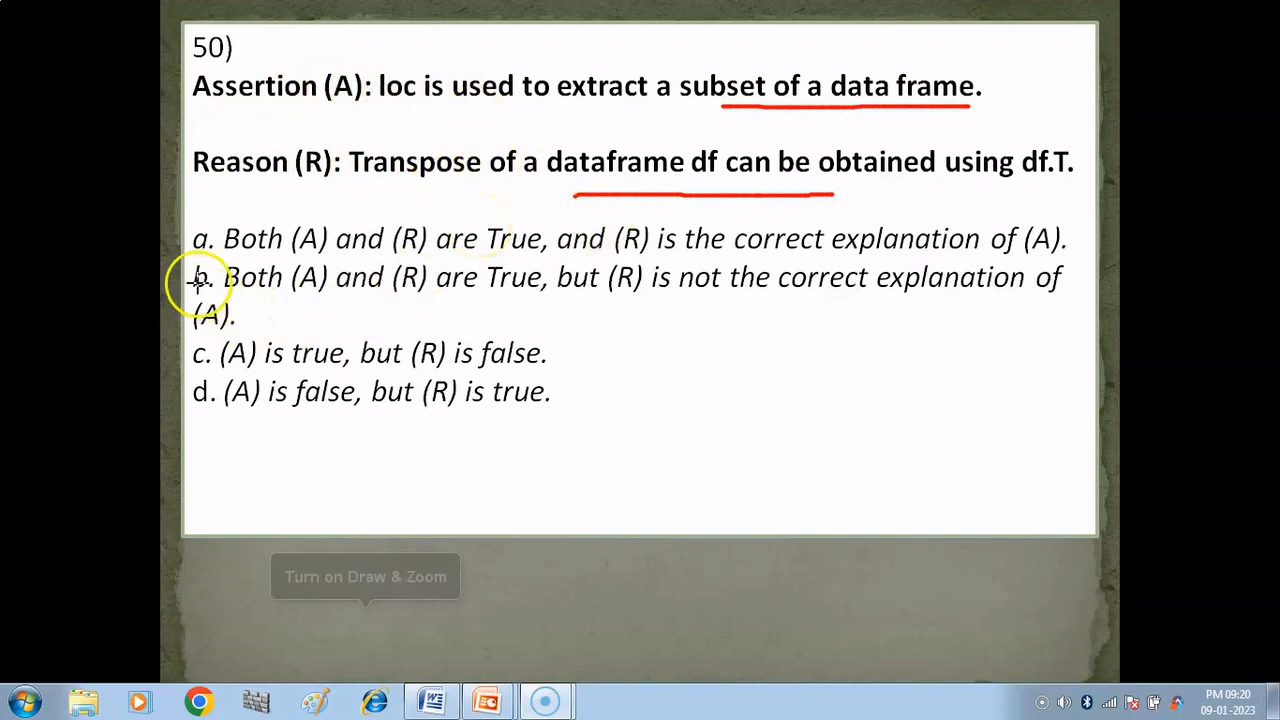 50)
Assertion (A): loc is used to extract a subset of a data frame.
Reason (R): Transpose of a dataframe df can be obtained using df.T.
a. Both (A) and (R) are True, and (R) is the correct explanation of (A).
b. Both (A) and (R) are True, but (R) is not the correct explanation of
(A).
c. (A) is true, but (R) is false.
d. (A) is false, but (R) is true.
Turn on Draw & Zoom
PM 09:20
09-01-2023